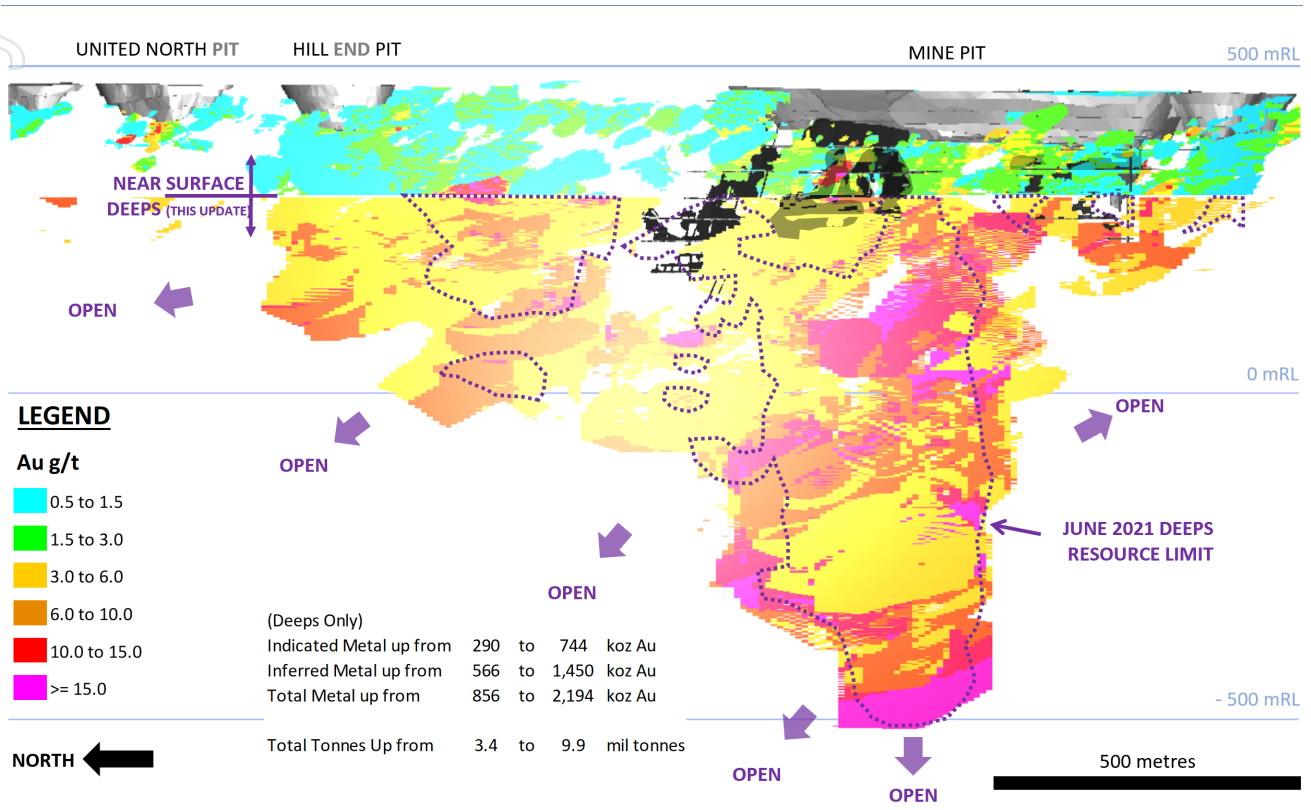 UNITED NORTH PIT
HILL END PIT
MINE PIT
500 mRL
NEAR SURFACE
DEEPS (THIS UPDATE)
OPEN
0 mRL
OPEN
LEGEND
Au g/t
0.5 to 1.5
1.5 to 3.0
3.0 to 6.0
6.0 to 10.0
10.0 to 15.0
>= 15.0
OPEN
JUNE 2021 DEEPS
RESOURCE LIMIT
OPEN
(Deeps Only)
Indicated Metal up from 290 to 744 koz Au
Inferred Metal up from 566 to 1,450 koz Au
Total Metal up from 856 to 2,194 koz Au
Total Tonnes Up from 3.4 to 9.9 mil tonnes
- 500 mRL
NORTH
OPEN
OPEN
500 metres